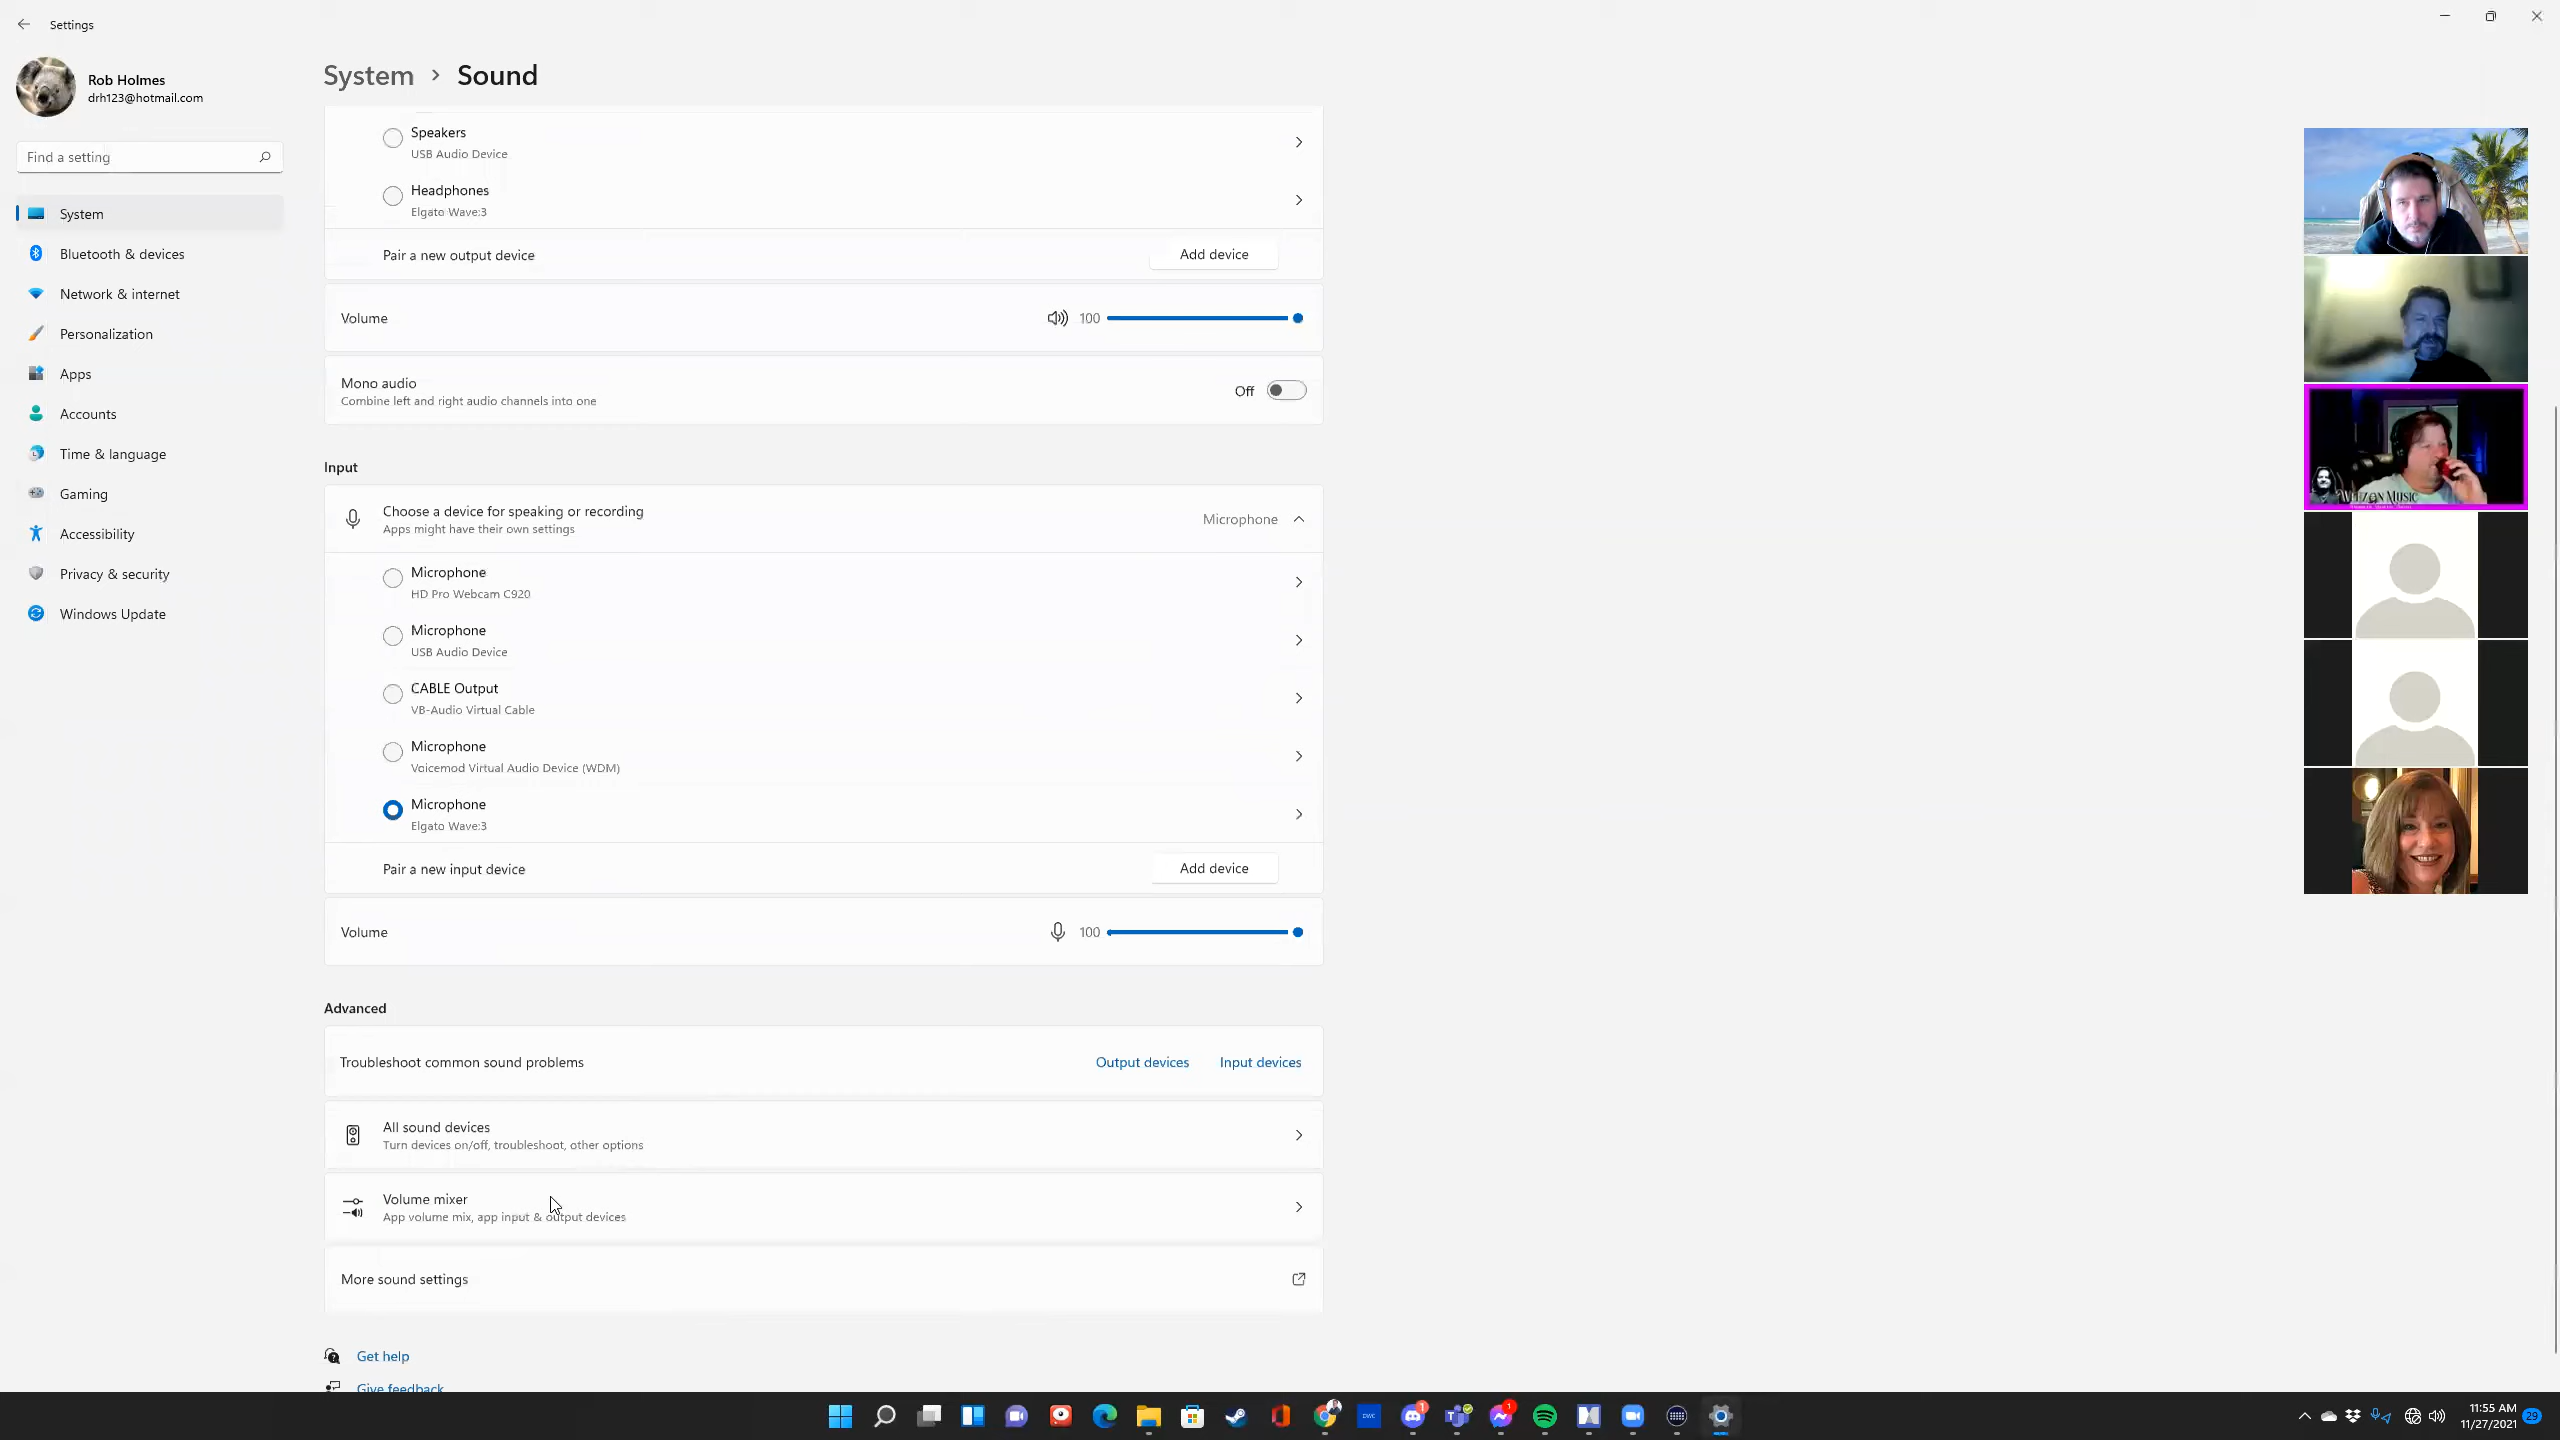 Settings
Rob Holmes
drh123@hotmail.com
Find a setting
System
Bluetooth & devices
Network & internet
Personalization
Apps
Accounts
Time & language
Gaming
Accessibility
Privacy & security
Windows Update
System > Sound
Speakers
USB Audio Device
Headphones
Elgato Wave:3
Pair a new output device
Add device
Volume
100
Mono audio
Combine left and right audio channels into one
Off
Input
Choose a device for speaking or recording
Apps might have their own settings
Microphone
Microphone
HD Pro Webcam C920
Microphone
USB Audio Device
CABLE Output
VB-Audio Virtual Cable
Microphone
Voicemod Virtual Audio Device (WDM)
Microphone
Elgato Wave:3
Pair a new input device
Add device
Volume
100
Advanced
Troubleshoot common sound problems
Output devices
Input devices
All sound devices
Turn devices on/off, troubleshoot, other options
Volume mixer
App volume mix, app input & output devices
More sound settings
Get help
Give feedback
Music
DWC
1
1
11:55 AM
11/27/2021
29